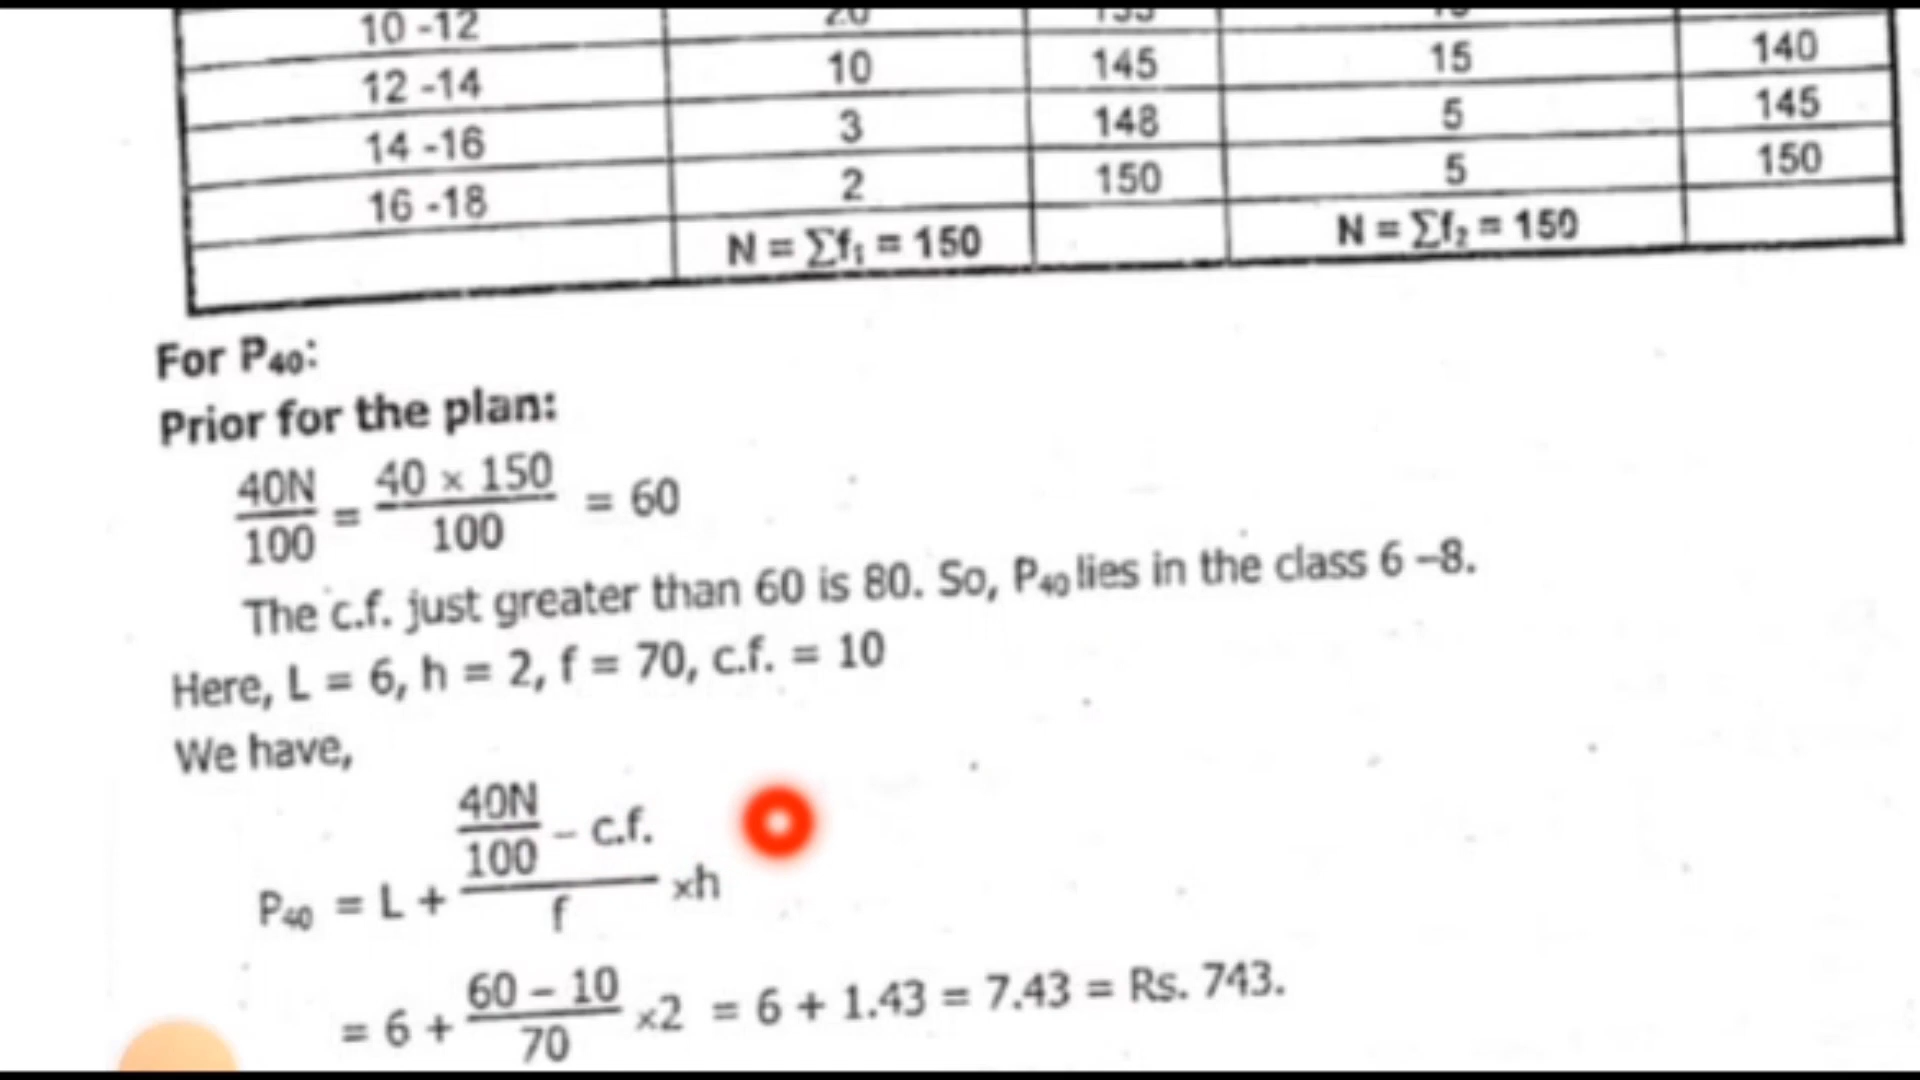 10 -12
12 -14 10 145 15 140
14 -16 3 148 5 145
16 -18 2 150 5 150
N = Σf₁ = 150 N = Σf₂ = 150
For P₄₀:
Prior for the plan:
40N/100 = 40 × 150/100 = 60
The c.f. just greater than 60 is 80. So, P₄₀ lies in the class 6 –8.
Here, L = 6, h = 2, f = 70, c.f. = 10
We have,
P₄₀ = L + (40N/100 – c.f.)/f ×h
= 6 + (60 – 10)/70 ×2 = 6 + 1.43 = 7.43 = Rs. 743.